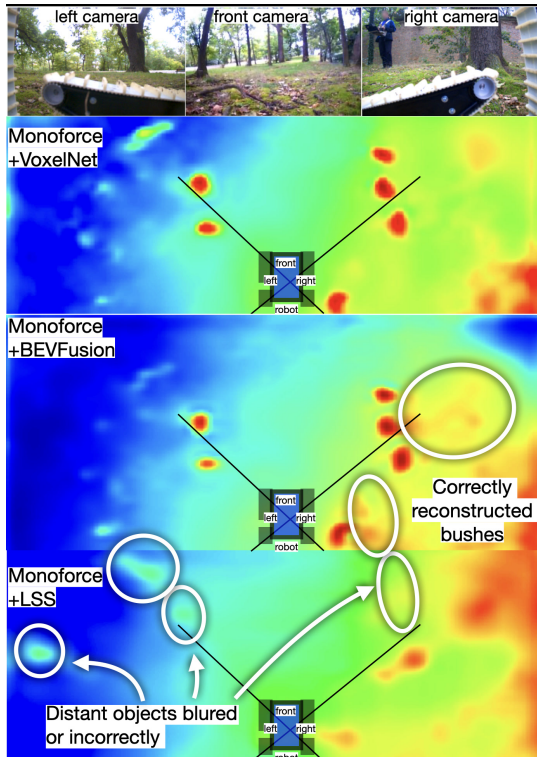 left camera
front camera
right camera
Monoforce
+VoxelNet
front
left
right
robot
Monoforce
+BEVFusion
front
left
right
robot
Correctly
reconstructed
bushes
Monoforce
+LSS
Distant objects blured
or incorrectly
front
left
right
robot